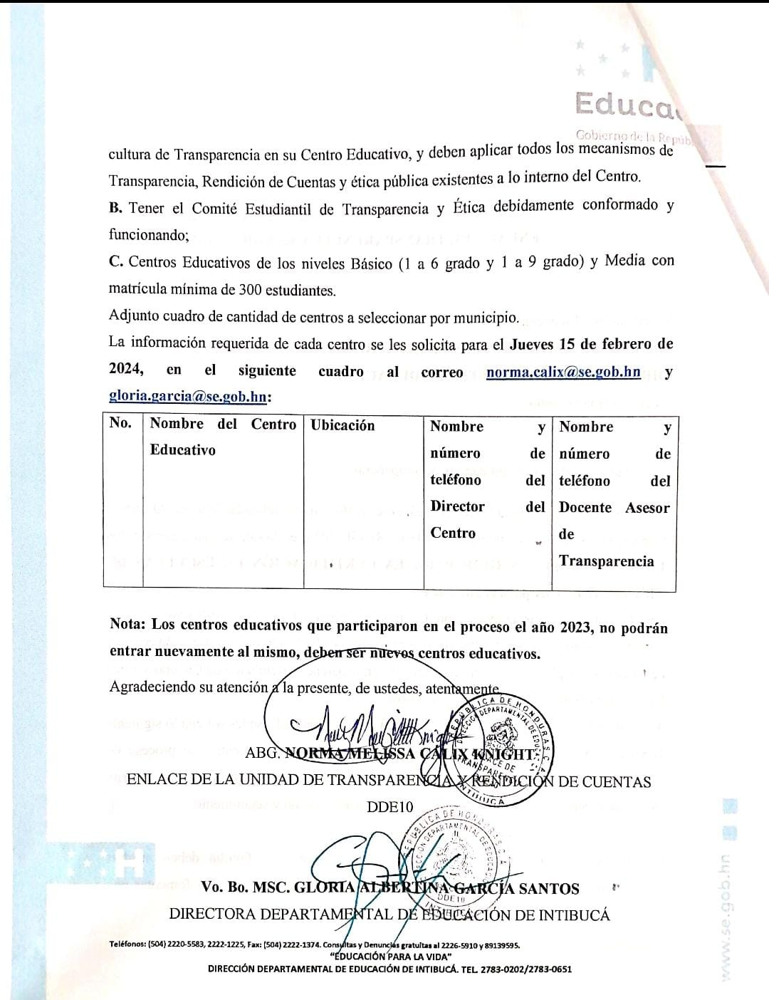 Educa
Gobierno de la Repúb
cultura de Transparencia en su Centro Educativo, y deben aplicar todos los mecanismos de
Transparencia, Rendición de Cuentas y ética pública existentes a lo interno del Centro.
B. Tener el Comité Estudiantil de Transparencia y Ética debidamente conformado y
funcionando;
C. Centros Educativos de los niveles Básico (1 a 6 grado y 1 a 9 grado) y Media con
matrícula mínima de 300 estudiantes.
Adjunto cuadro de cantidad de centros a seleccionar por municipio.
La información requerida de cada centro se les solicita para el Jueves 15 de febrero de
2024, en el siguiente cuadro al correo norma.calix@se.gob.hn y
gloria.garcia@se.gob.hn:
No. Nombre del Centro Educativo
Ubicación
Nombre y número de teléfono del Director del Centro
Nombre y número de teléfono del Docente Asesor de Transparencia
Nota: Los centros educativos que participaron en el proceso el año 2023, no podrán
entrar nuevamente al mismo, deben ser nuevos centros educativos.
Agradeciendo su atención a la presente, de ustedes, atentamente,
ABG. NORMA MELISSA CALIX KNIGHT.
ENLACE DE LA UNIDAD DE TRANSPARENCIA Y RENDICIÓN DE CUENTAS
DDE10
Vo. Bo. MSC. GLORIA ALBERTINA GARCÍA SANTOS
DIRECTORA DEPARTAMENTAL DE EDUCACIÓN DE INTIBUCÁ
Teléfonos: (504) 2220-5583, 2222-1225, Fax: (504) 2222-1374. Consultas y Denuncias gratuitas al 2226-5910 y 89139595.
"EDUCACIÓN PARA LA VIDA"
DIRECCIÓN DEPARTAMENTAL DE EDUCACIÓN DE INTIBUCÁ. TEL. 2783-0202/2783-0651
REPÚBLICA DE HONDURAS C.A.
DIRECCIÓN DEPARTAMENTAL DE EDUCACIÓN
INTIBUCÁ
REPÚBLICA DE HONDURAS C.A.
DIRECCIÓN DEPARTAMENTAL DE EDUCACIÓN
DDE10
INTIBUCÁ
H
www.se.gob.hn